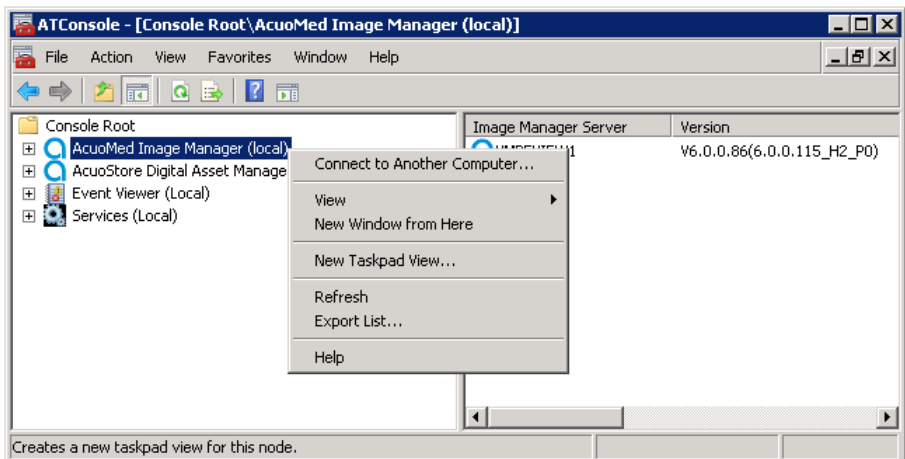 ATConsole - [Console Root\AcuoMed Image Manager (local)]
File Action View Favorites Window Help
Console Root
AcuoMed Image Manager (local)
AcuoStore Digital Asset Manage
Event Viewer (Local)
Services (Local)
Connect to Another Computer...
View
New Window from Here
New Taskpad View...
Refresh
Export List...
Help
Image Manager Server Version
V6.0.0.86(6.0.0.115_H2_P0)
Creates a new taskpad view for this node.